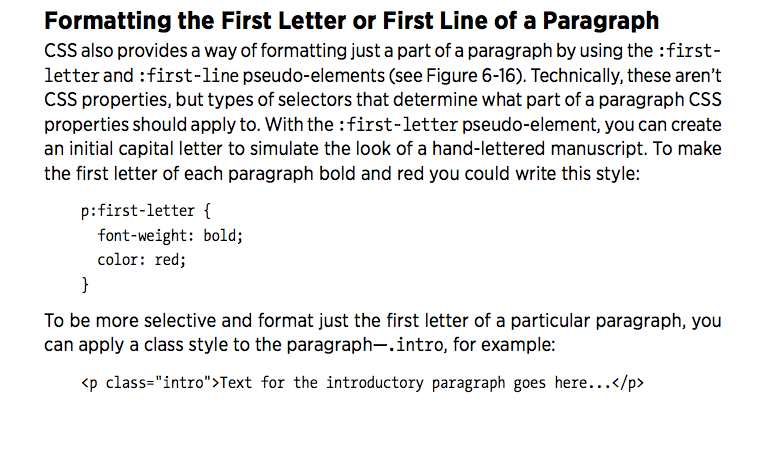 Formatting the First Letter or First Line of a Paragraph
CSS also provides a way of formatting just a part of a paragraph by using the :first-
letter and :first-line pseudo-elements (see Figure 6-16). Technically, these aren’t
CSS properties, but types of selectors that determine what part of a paragraph CSS
properties should apply to. With the :first-letter pseudo-element, you can create
an initial capital letter to simulate the look of a hand-lettered manuscript. To make
the first letter of each paragraph bold and red you could write this style:
p:first-letter {
font-weight: bold;
color: red;
}
To be more selective and format just the first letter of a particular paragraph, you
can apply a class style to the paragraph—.intro, for example:
<p class="intro">Text for the introductory paragraph goes here...</p>